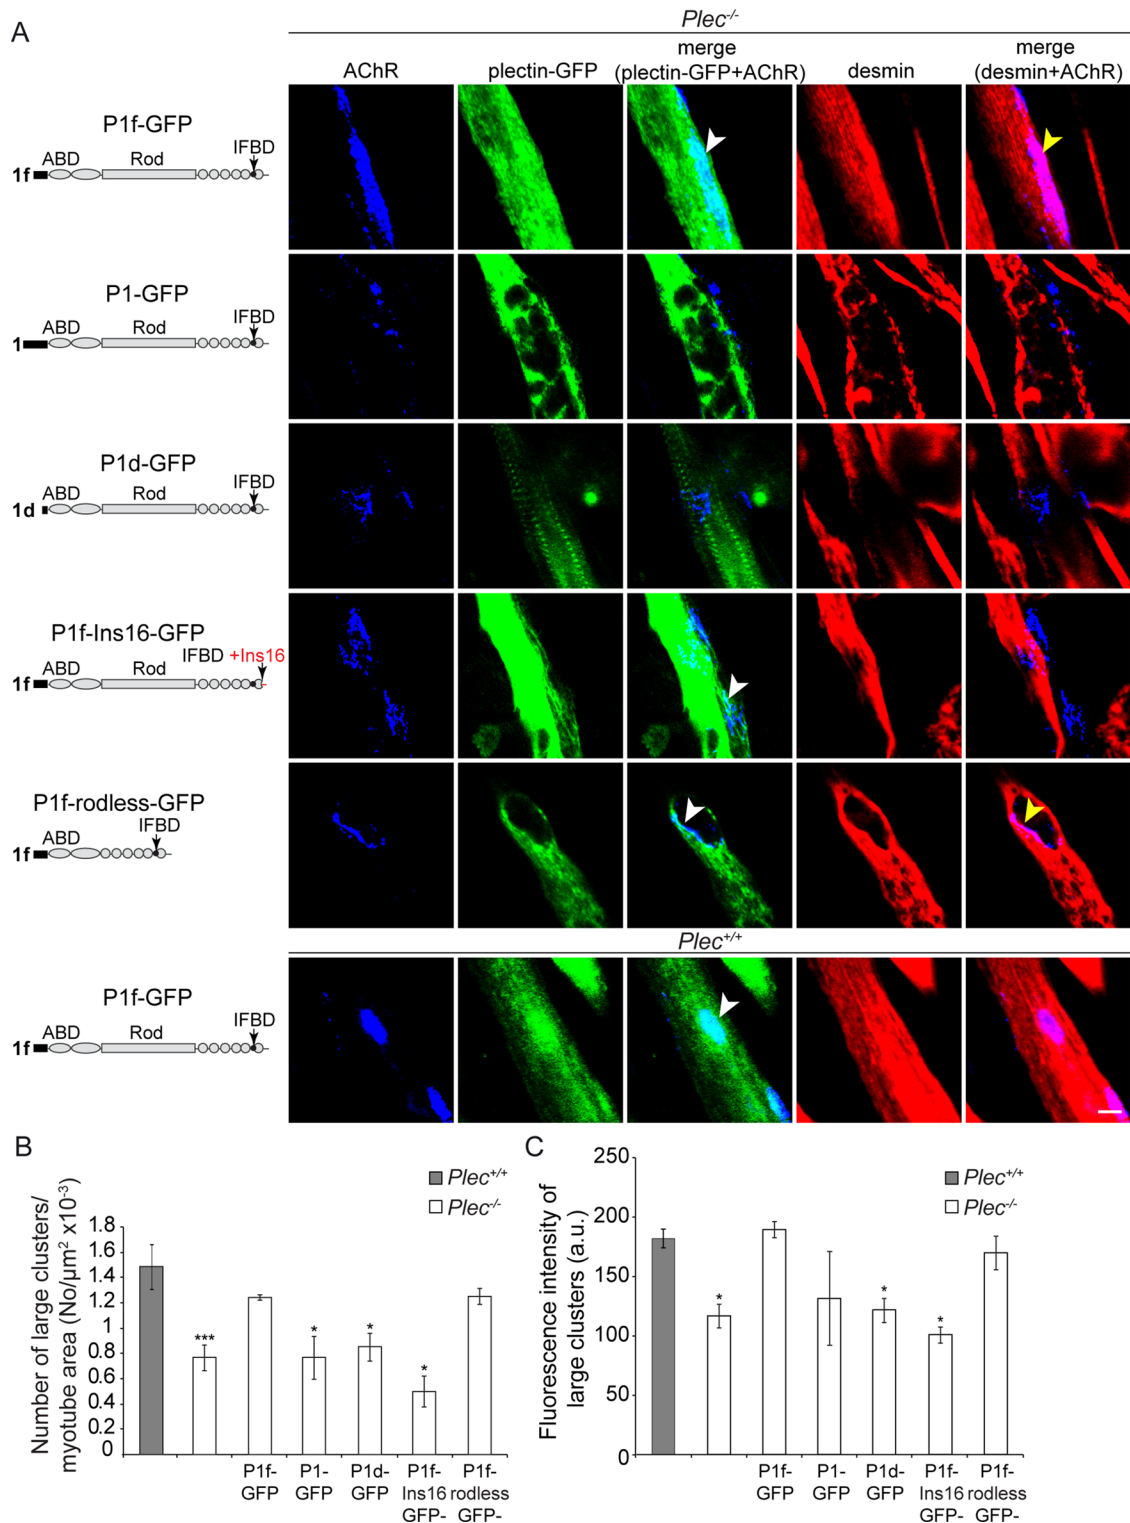 A
Plec-/-
AChR
plectin-GFP
merge
(plectin-GFP+AChR)
desmin
merge
(desmin+AChR)
P1f-GFP
ABD
Rod
IFBD
1f
P1-GFP
ABD
Rod
IFBD
1
P1d-GFP
ABD
Rod
IFBD
1d
P1f-Ins16-GFP
IFBD +Ins16
ABD
Rod
1f
P1f-rodless-GFP
IFBD
ABD
1f
Plec+/+
P1f-GFP
ABD
Rod
IFBD
1f
B
Plec+/+
Plec-/-
Number of large clusters/
myotube area (No/µm² x10⁻³)
1.8
1.6
1.4
1.2
1
0.8
0.6
0.4
0.2
0
***
*
*
*
P1f-
GFP
P1-
GFP
P1d-
GFP
P1f-
Ins16
GFP-
P1f-
rodless
GFP-
C
Plec+/+
Plec-/-
Fluorescence intensity of
large clusters (a.u.)
250
200
150
100
50
0
*
*
*
P1f-
GFP
P1-
GFP
P1d-
GFP
P1f-
Ins16
GFP-
P1f-
rodless
GFP-